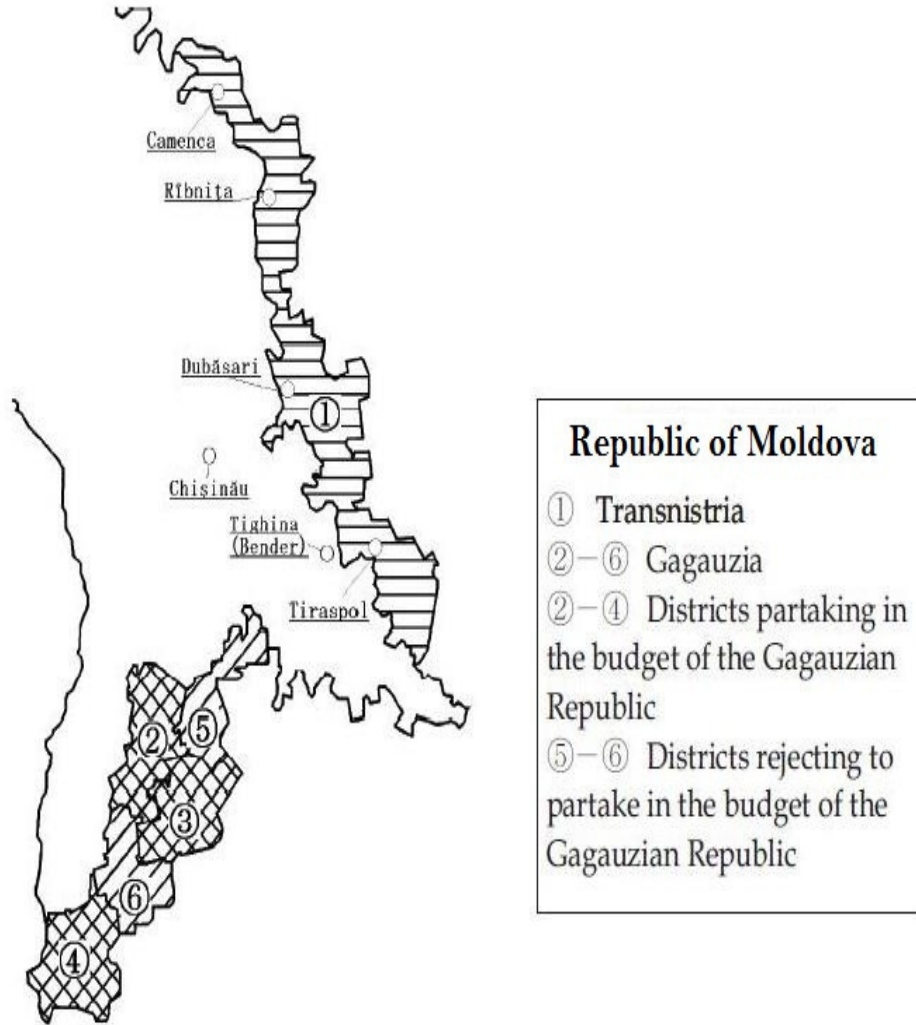 Camenca
Rîbniţa
Dubăsari
①
Chişinău
Tighina
(Bender)
Tiraspol
②
⑤
③
⑥
④
Republic of Moldova
① Transnistria
②-⑥ Gagauzia
②-④ Districts partaking in
the budget of the Gagauzian
Republic
⑤-⑥ Districts rejecting to
partake in the budget of the
Gagauzian Republic